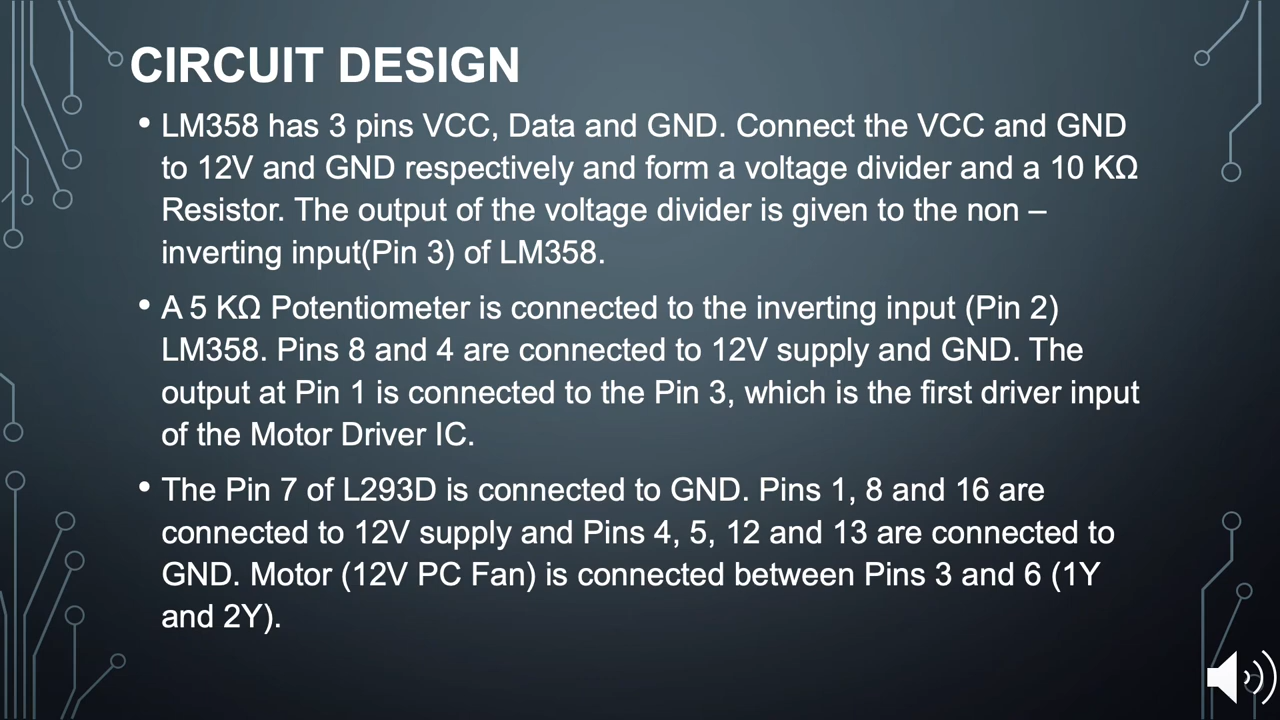 CIRCUIT DESIGN
• LM358 has 3 pins VCC, Data and GND. Connect the VCC and GND
to 12V and GND respectively and form a voltage divider and a 10 KΩ
Resistor. The output of the voltage divider is given to the non –
inverting input(Pin 3) of LM358.
• A 5 KΩ Potentiometer is connected to the inverting input (Pin 2)
LM358. Pins 8 and 4 are connected to 12V supply and GND. The
output at Pin 1 is connected to the Pin 3, which is the first driver input
of the Motor Driver IC.
• The Pin 7 of L293D is connected to GND. Pins 1, 8 and 16 are
connected to 12V supply and Pins 4, 5, 12 and 13 are connected to
GND. Motor (12V PC Fan) is connected between Pins 3 and 6 (1Y
and 2Y).